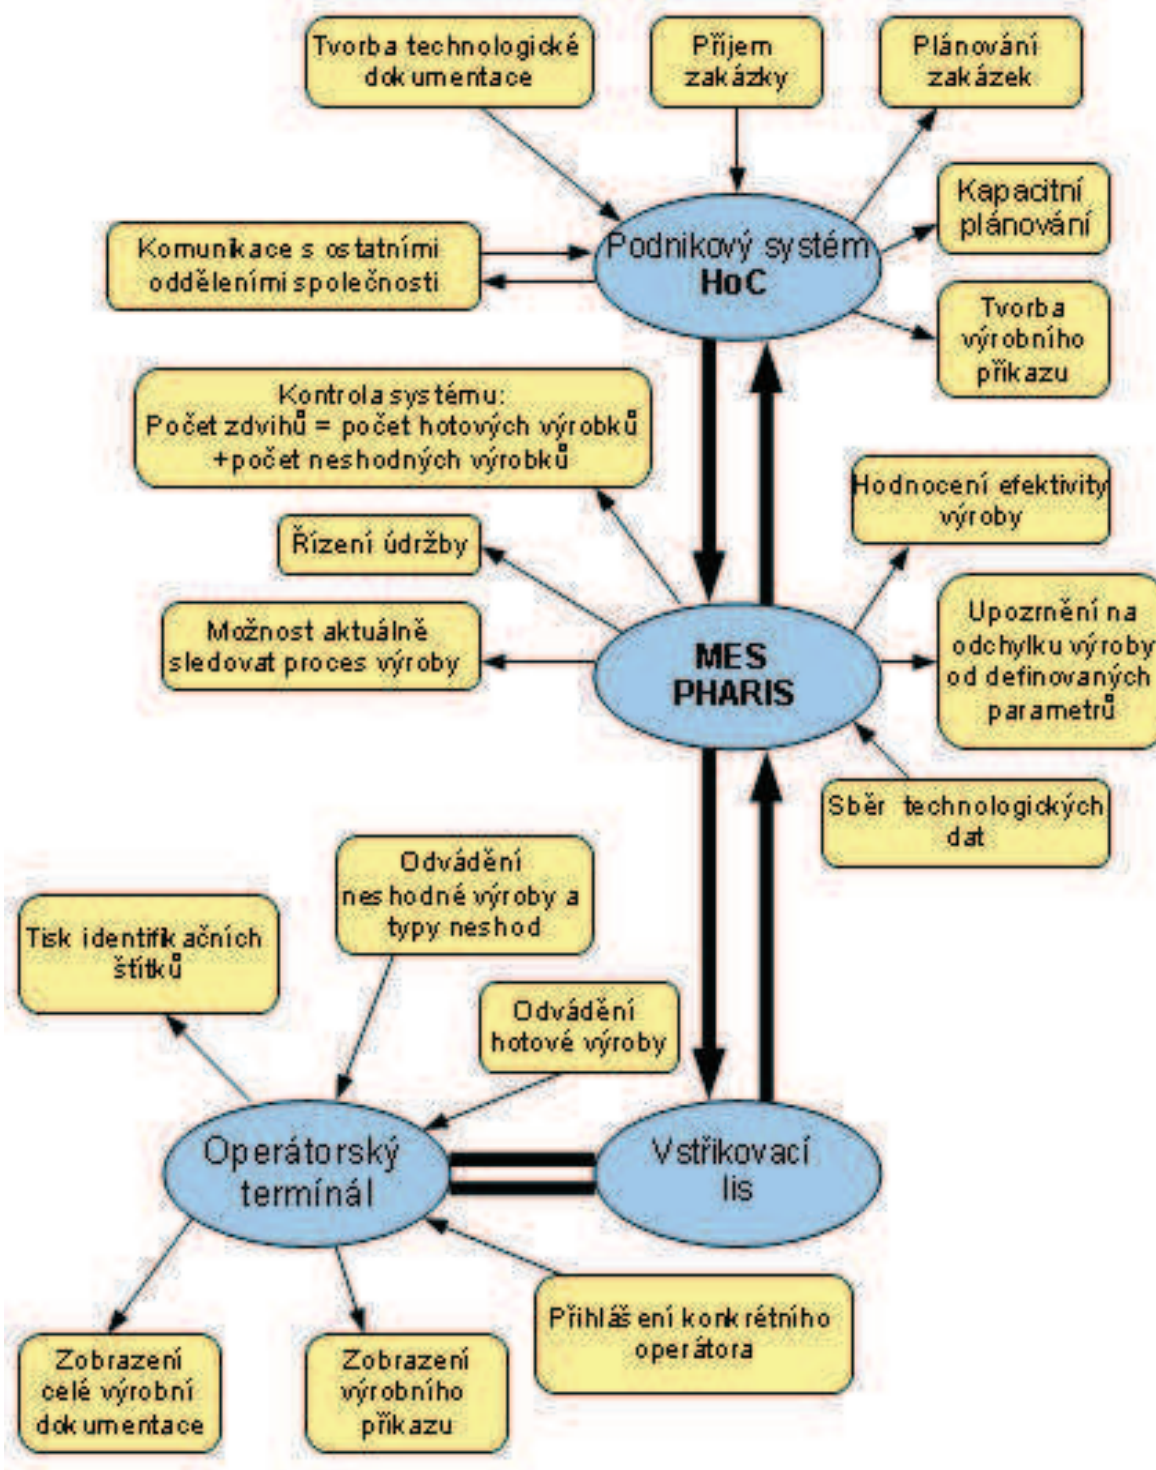 Tvorba technologické
dokumentace
Příjem
zakázky
Plánování
zakázek
Kapacitní
plánování
Komunikace s ostatními
odděleními společnosti
Podnikový systém
HoC
Tvorba
výrobního
příkazu
Kontrola systému:
Počet zdvihů = počet hotových výrobků
+počet neshodných výrobků
Hodnocení efektivity
výroby
Řízení údržby
Možnost aktuálně
sledovat proces výroby
MES
PHARIS
Upozrnění na
odchylku výroby
od definovaných
parametrů
Sběr technologických
dat
Odvádění
neshodné výroby a
typy neshod
Tisk identifikačních
štítků
Odvádění
hotové výroby
Operátorský
termínál
Vstřikovací
lis
Přihlášení konkrétního
operátora
Zobrazení
celé výrobní
dokumentace
Zobrazení
výrobního
příkazu